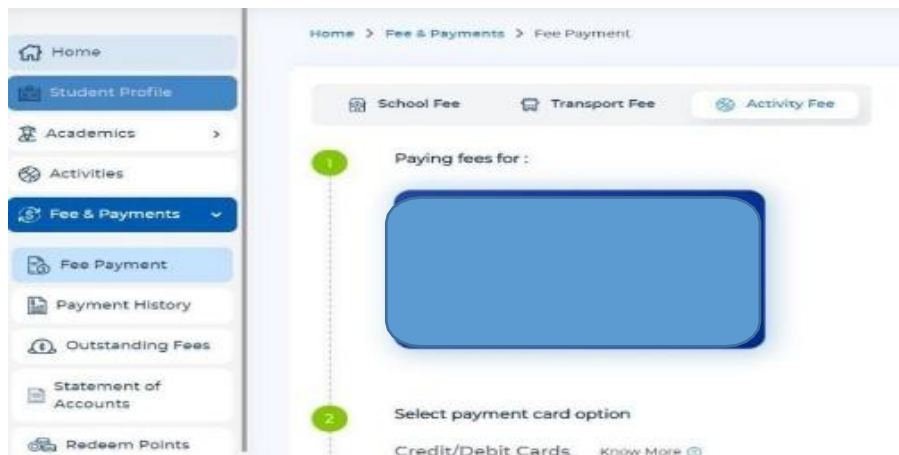 Home > Fee & Payments > Fee Payment
Home
Student Profile
Academics >
Activities
Fee & Payments
Fee Payment
Payment History
Outstanding Fees
Statement of
Accounts
Redeem Points
School Fee Transport Fee Activity Fee
1 Paying fees for :
2 Select payment card option
Credit/Debit Cards Know More